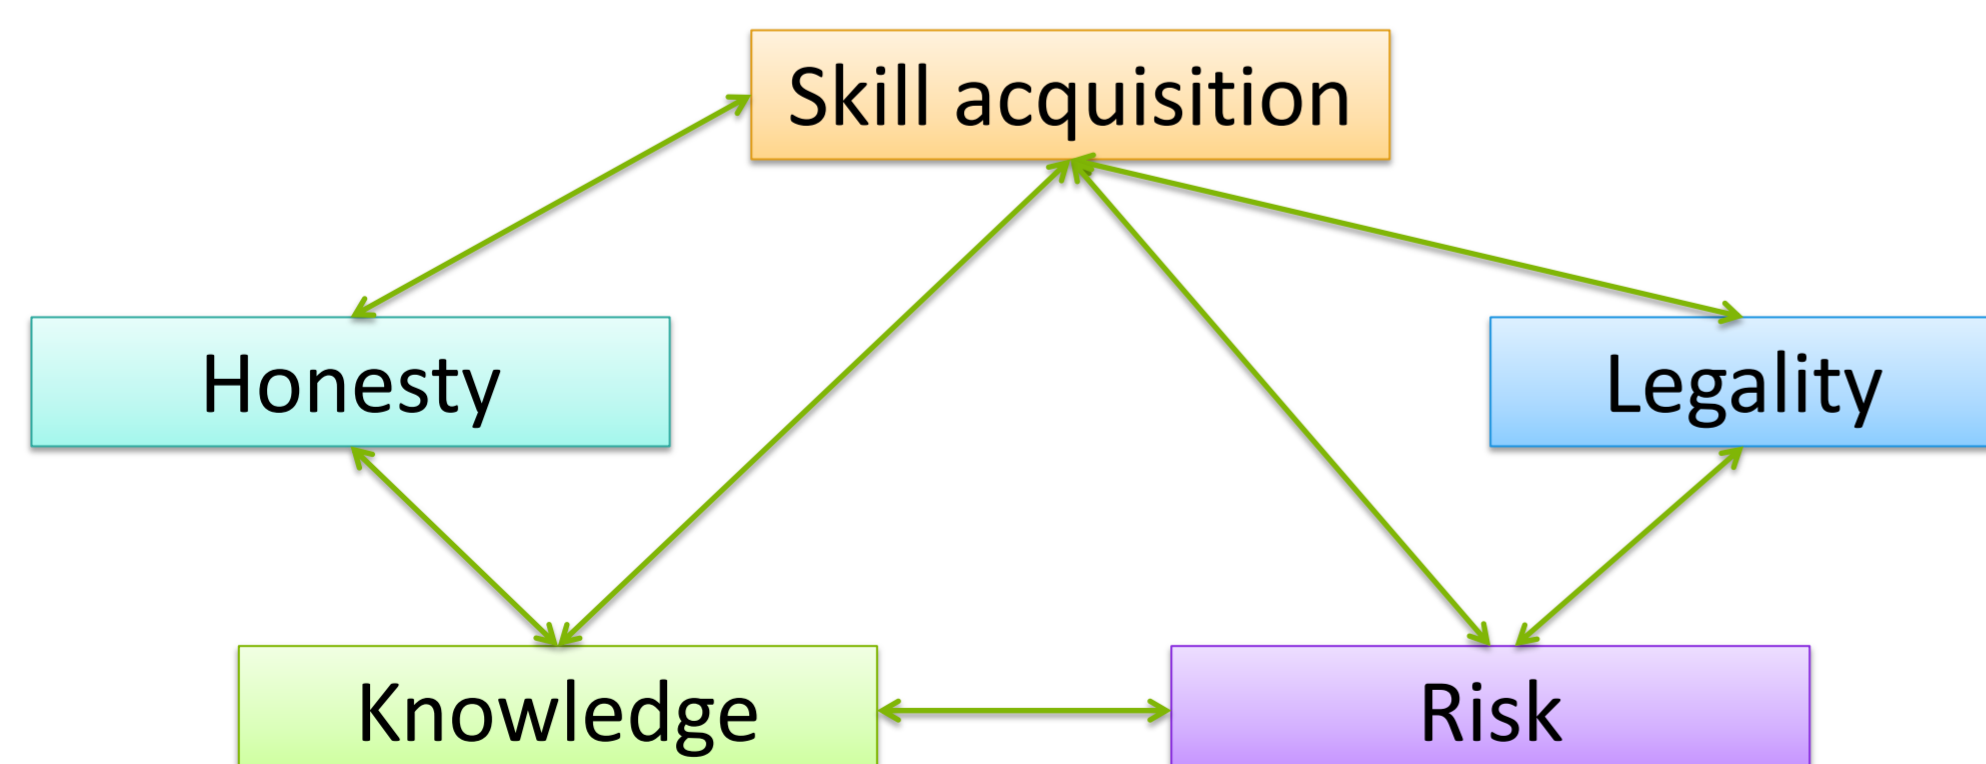 Skill acquisition
Honesty
Legality
Knowledge
Risk